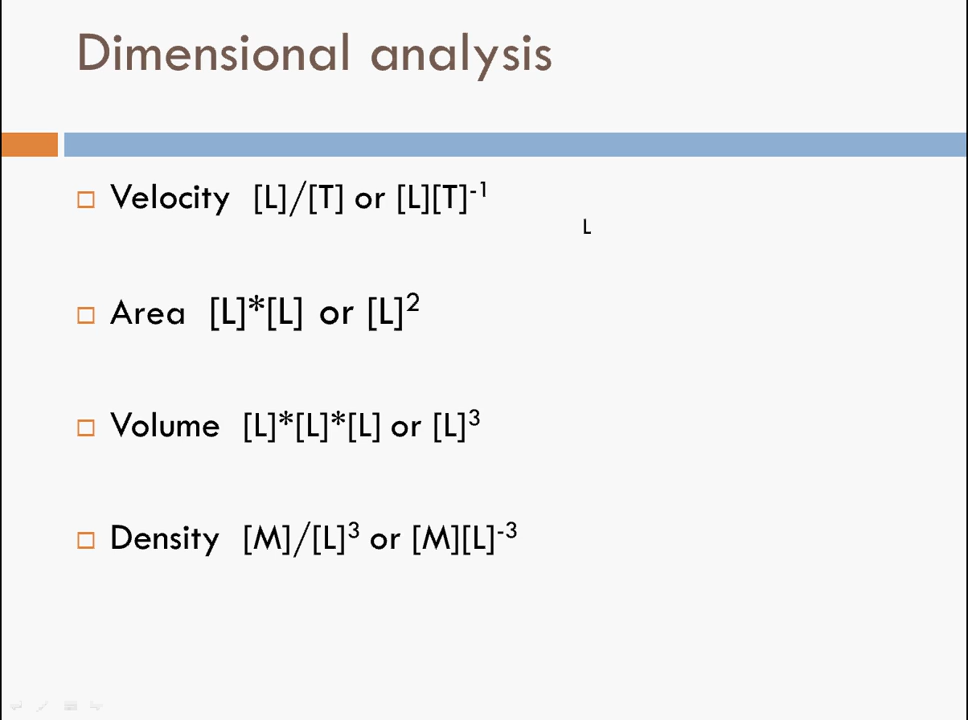 Dimensional analysis
Velocity [L]/[T] or [L][T]⁻¹
L
Area [L]*[L] or [L]²
Volume [L]*[L]*[L] or [L]³
Density [M]/[L]³ or [M][L]⁻³